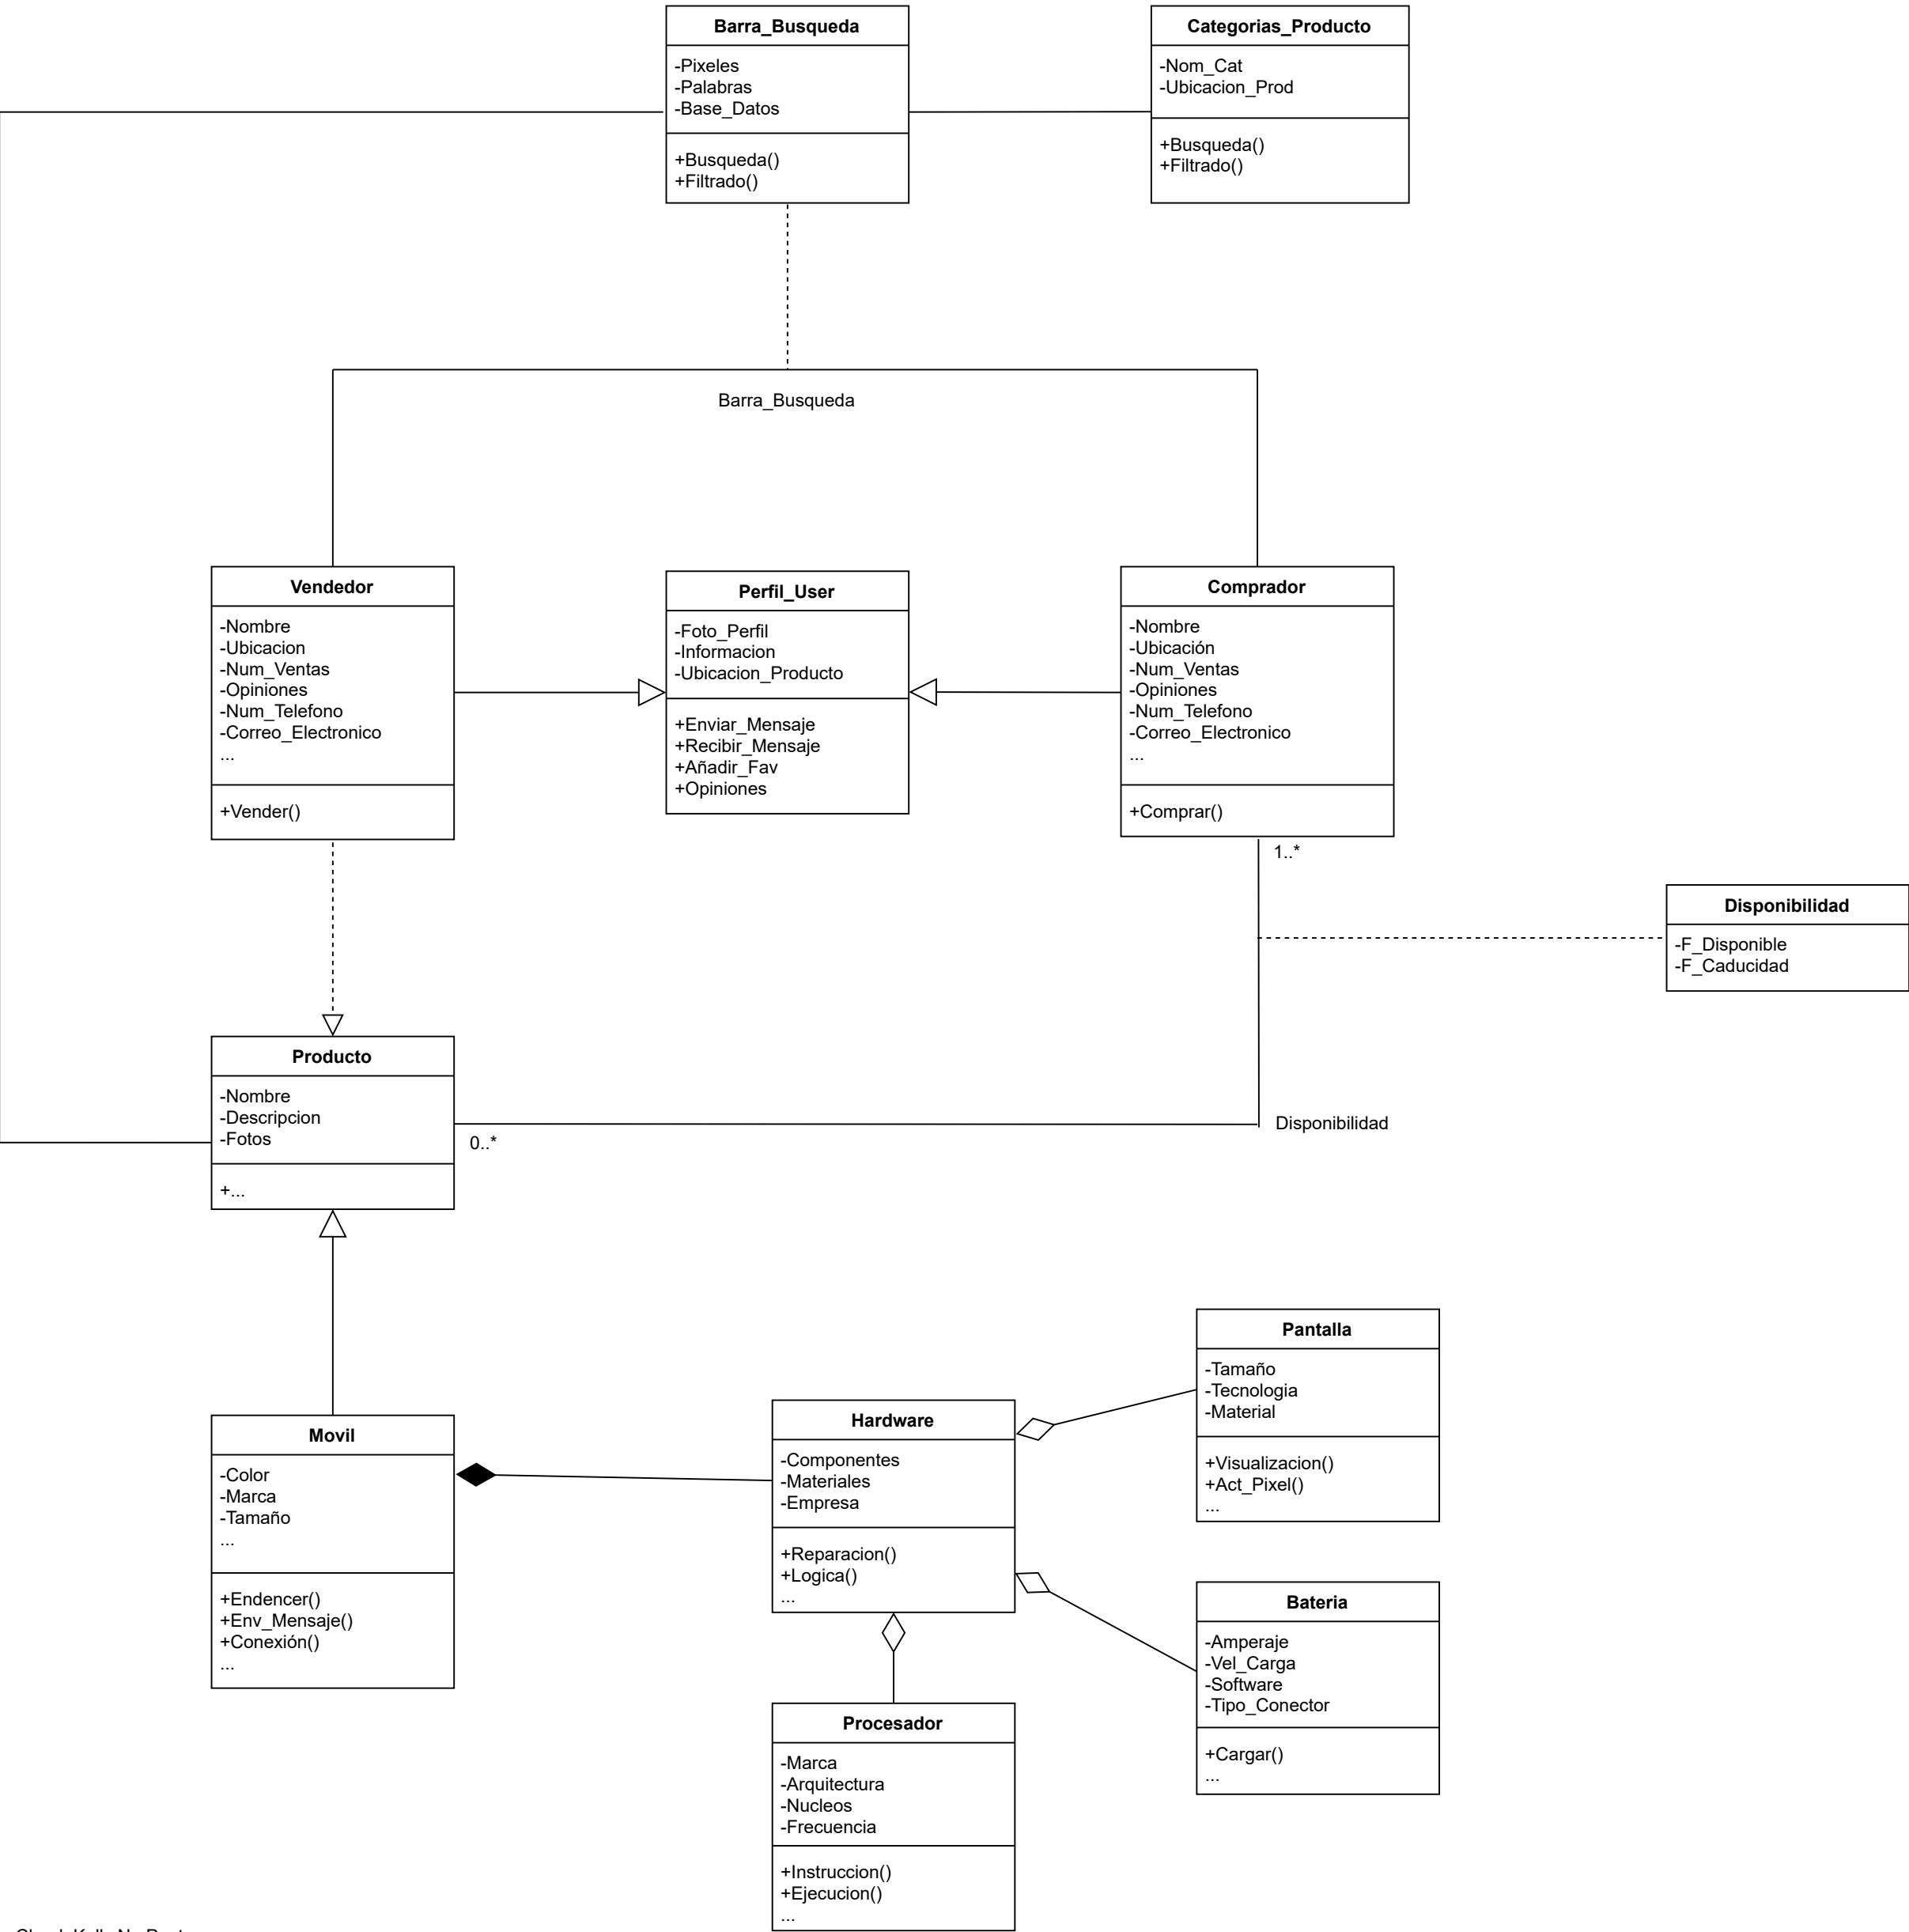 Barra_Busqueda
-Pixeles
-Palabras
-Base_Datos
+Busqueda()
+Filtrado()
Categorias_Producto
-Nom_Cat
-Ubicacion_Prod
+Busqueda()
+Filtrado()
Barra_Busqueda
Vendedor
-Nombre
-Ubicacion
-Num_Ventas
-Opiniones
-Num_Telefono
-Correo_Electronico
...
+Vender()
Perfil_User
-Foto_Perfil
-Informacion
-Ubicacion_Producto
+Enviar_Mensaje
+Recibir_Mensaje
+Añadir_Fav
+Opiniones
Comprador
-Nombre
-Ubicación
-Num_Ventas
-Opiniones
-Num_Telefono
-Correo_Electronico
...
+Comprar()
1..*
Disponibilidad
-F_Disponible
-F_Caducidad
Producto
-Nombre
-Descripcion
-Fotos
+...
0..*
Disponibilidad
Movil
-Color
-Marca
-Tamaño
...
+Endencer()
+Env_Mensaje()
+Conexión()
...
Hardware
-Componentes
-Materiales
-Empresa
+Reparacion()
+Logica()
...
Pantalla
-Tamaño
-Tecnologia
-Material
+Visualizacion()
+Act_Pixel()
...
Bateria
-Amperaje
-Vel_Carga
-Software
-Tipo_Conector
+Cargar()
...
Procesador
-Marca
-Arquitectura
-Nucleos
-Frecuencia
+Instruccion()
+Ejecucion()
...